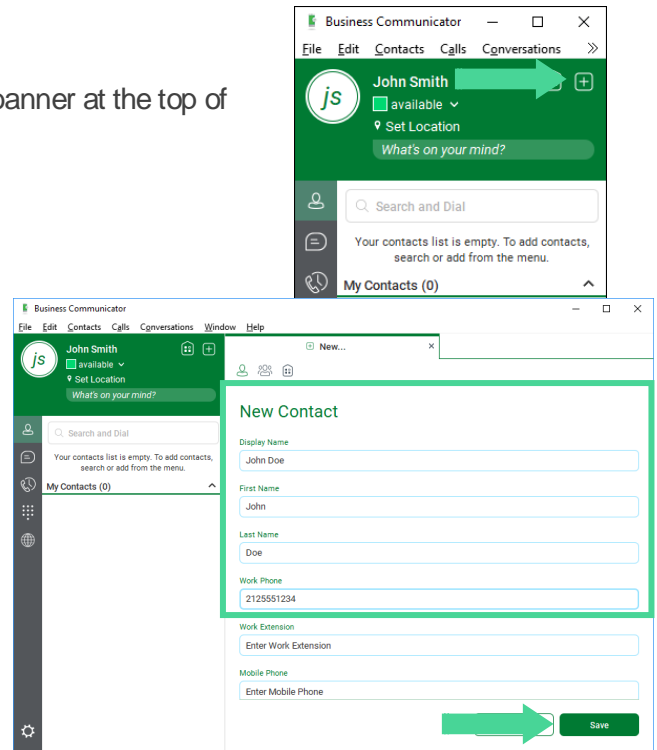 Business Communicator
File Edit Contacts Calls Conversations
banner at the top of
John Smith
js
available
Set Location
What's on your mind?
Search and Dial
Your contacts list is empty. To add contacts,
search or add from the menu.
My Contacts (0)
Business Communicator
File Edit Contacts Calls Conversations Window Help
John Smith
js
available
Set Location
What's on your mind?
Search and Dial
Your contacts list is empty. To add contacts,
search or add from the menu.
My Contacts (0)
New...
New Contact
Display Name
John Doe
First Name
John
Last Name
Doe
Work Phone
2125551234
Work Extension
Enter Work Extension
Mobile Phone
Enter Mobile Phone
Save